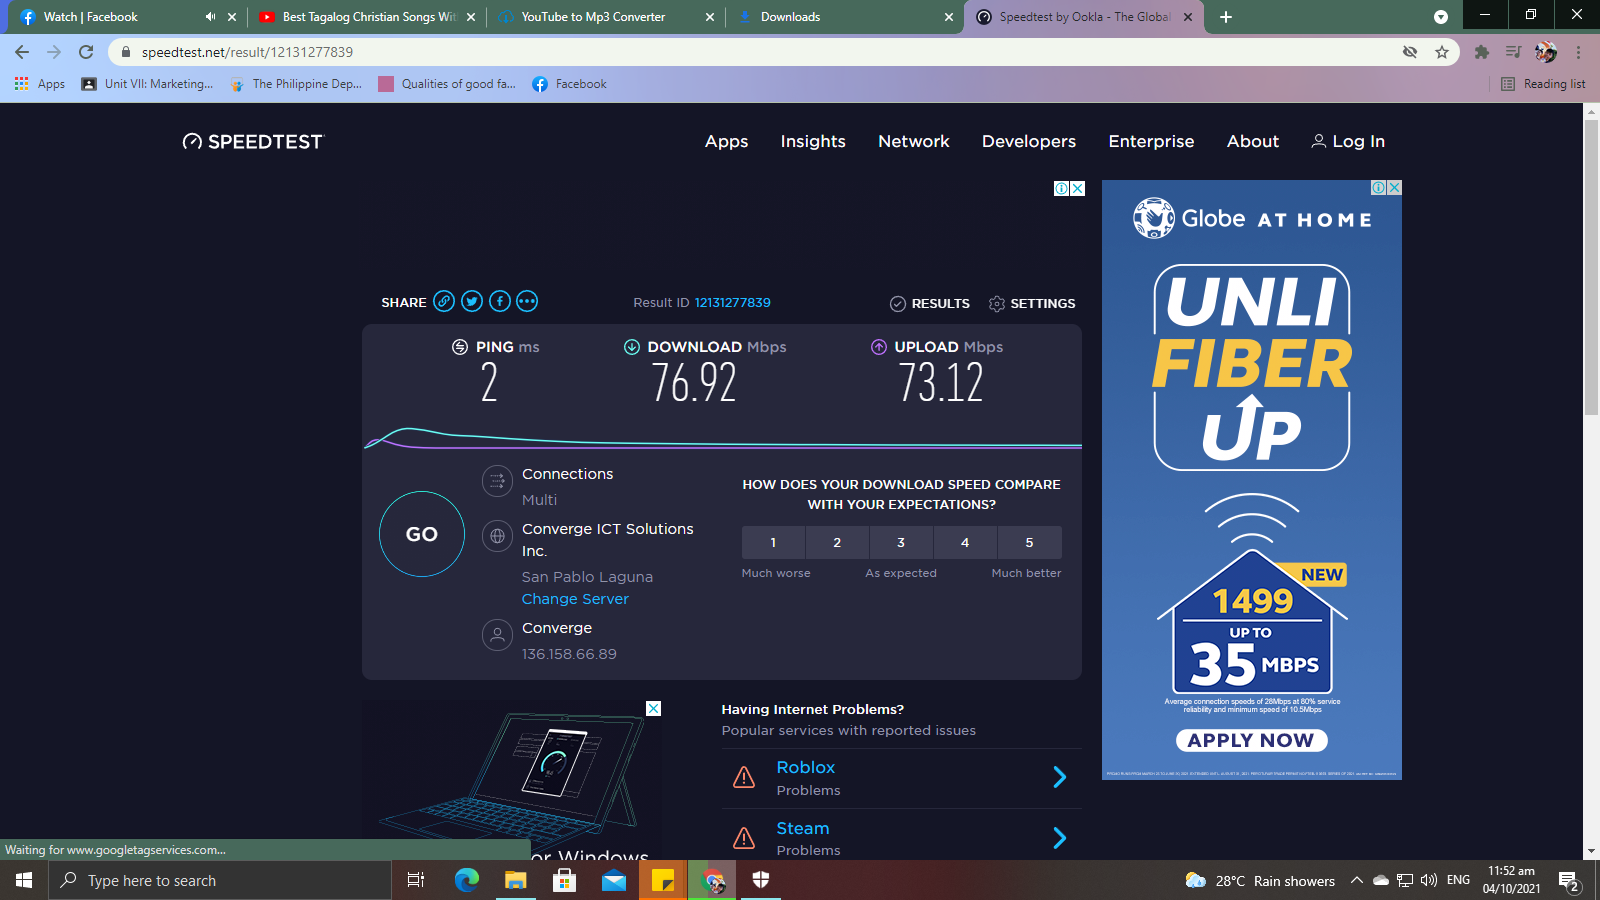 Watch | Facebook
Best Tagalog Christian Songs Wit
YouTube to Mp3 Converter
Downloads
Speedtest by Ookla - The Global
speedtest.net/result/12131277839
Apps
Unit VII: Marketing...
The Philippine Dep...
Qualities of good fa...
Facebook
Reading list
SPEEDTEST
Apps
Insights
Network
Developers
Enterprise
About
Log In
SHARE
Result ID 12131277839
RESULTS
SETTINGS
PING ms
2
DOWNLOAD Mbps
76.92
UPLOAD Mbps
73.12
GO
Connections
Multi
Converge ICT Solutions
Inc.
San Pablo Laguna
Change Server
Converge
136.158.66.89
HOW DOES YOUR DOWNLOAD SPEED COMPARE
WITH YOUR EXPECTATIONS?
1 2 3 4 5
Much worse As expected Much better
Globe AT HOME
UNLI
FIBER
UP
NEW
1499
UP TO
35 MBPS
Average connection speeds of 28Mbps at 80% service
reliability and minimum speed of 10.5Mbps
APPLY NOW
Having Internet Problems?
Popular services with reported issues
Roblox
Problems
Steam
Problems
or Windows
Waiting for www.googletagservices.com...
Type here to search
28°C Rain showers
ENG
11:52 am
04/10/2021
2